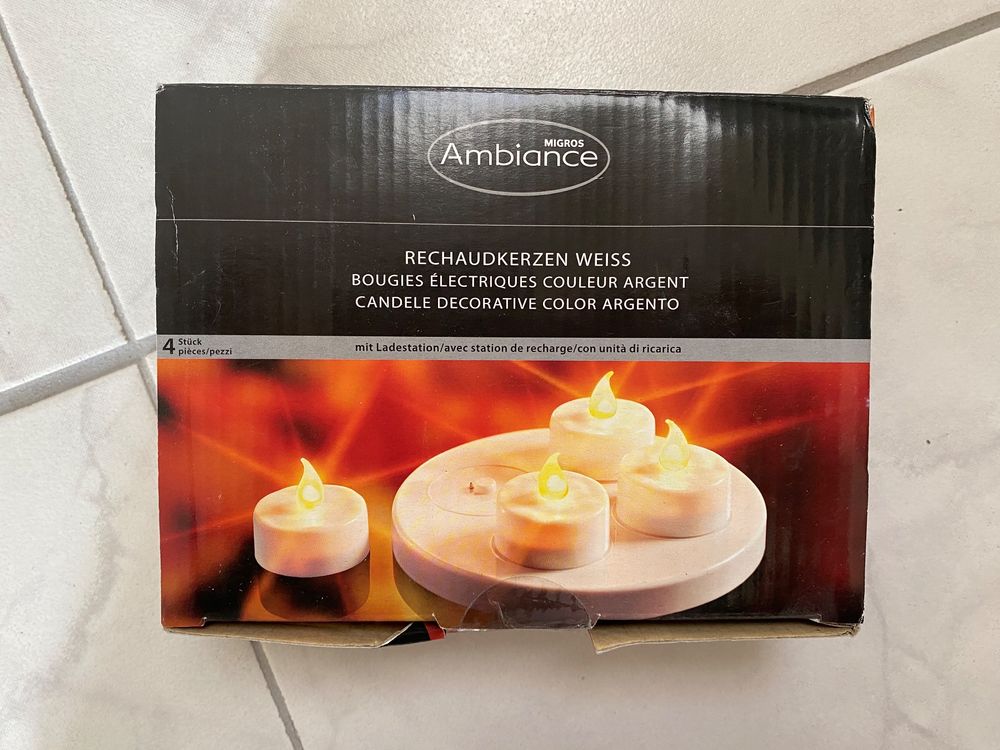 MIGROS
Ambiance
RECHAUDKERZEN WEISS
BOUGIES ÉLECTRIQUES COULEUR ARGENT
CANDELE DECORATIVE COLOR ARGENTO
4 Stück
pièces/pezzi
mit Ladestation/avec station de recharge/con unità di ricarica